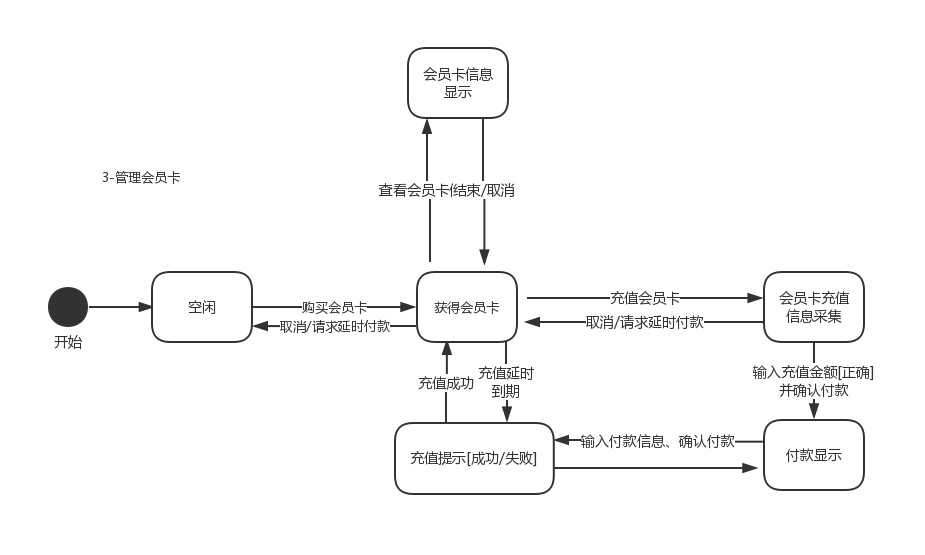 会员卡信息
显示
3-管理会员卡
查看会员卡
结束/取消
空闲
购买会员卡
取消/请求延时付款
获得会员卡
充值会员卡
取消/请求延时付款
会员卡充值
信息采集
开始
充值成功
充值延时
到期
输入充值金额[正确]
并确认付款
充值提示[成功/失败]
输入付款信息、确认付款
付款显示